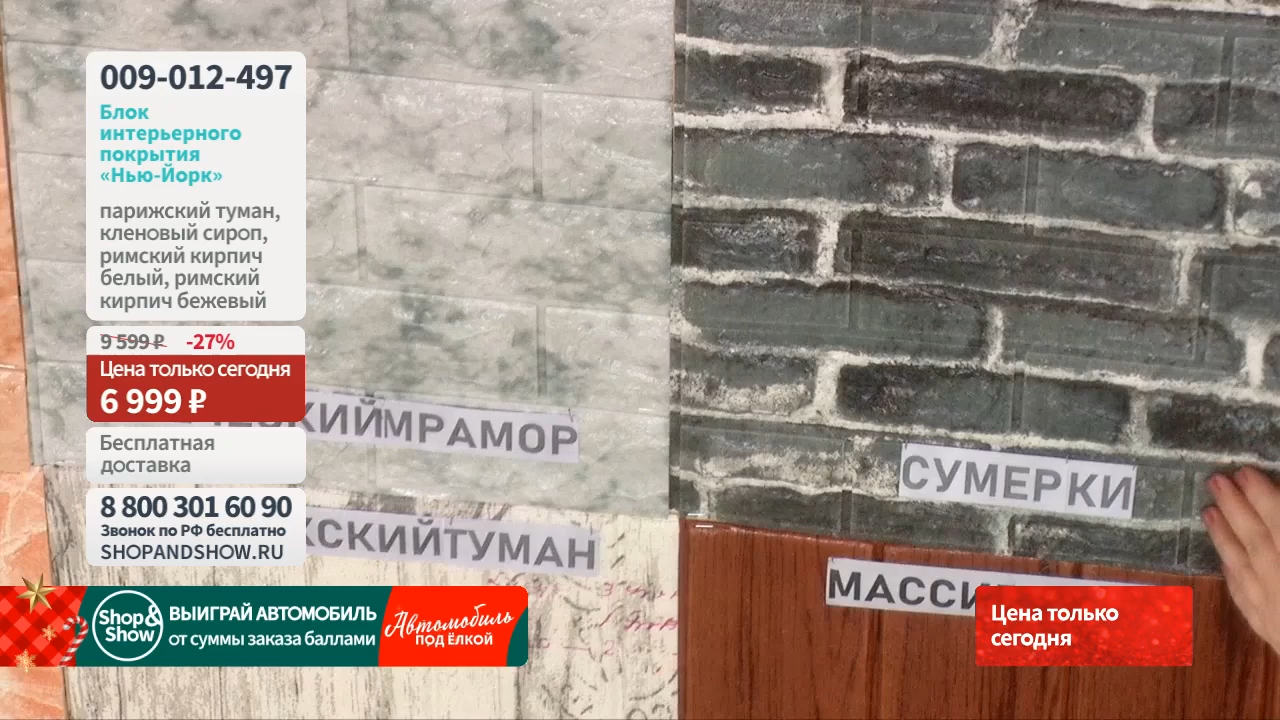 009-012-497
Блок
интерьерного
покрытия
«Нью-Йорк»
парижский туман,
кленовый сироп,
римский кирпич
белый, римский
кирпич бежевый
9 599 ₽ -27%
Цена только сегодня
6 999 ₽
Бесплатная
доставка
8 800 301 60 90
Звонок по РФ бесплатно
SHOPANDSHOW.RU
МРАМОР
ТУМАН
СУМЕРКИ
Shop&
Show
ВЫИГРАЙ АВТОМОБИЛЬ
от суммы заказа баллами
Автомобиль
ПОД ЁЛКОЙ
Цена только
сегодня